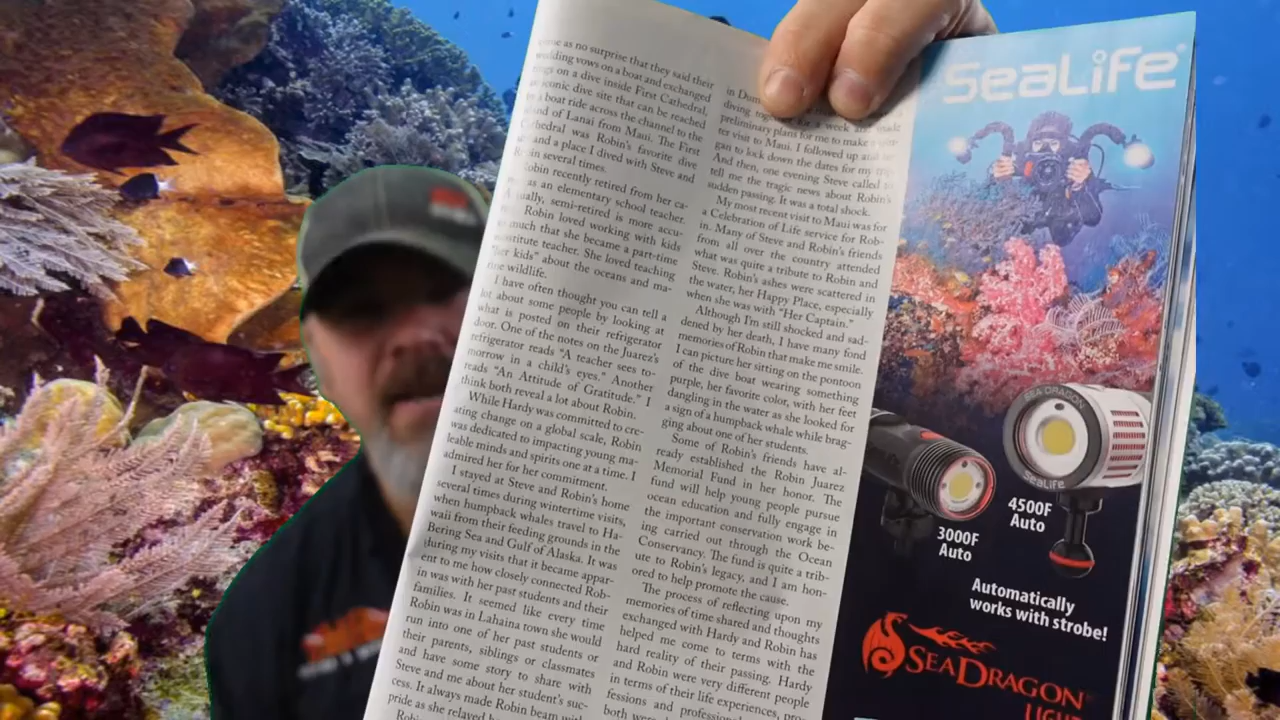 as no surprise that they said their
wedding vows on a boat and exchanged
rings on a dive inside First Cathedral,
iconic dive site that can be reached
a boat ride across the channel to the
of Lanai from Maui. The First
Cathedral was Robin's favorite dive
and a place I dived with Steve and
Robin several times.
Robin recently retired from her ca-
as an elementary school teacher.
semi-retired is more accu-
Robin loved working with kids
much that she became a part-time
substitute teacher. She loved teaching
"her kids" about the oceans and ma-
rine wildlife.
I have often thought you can tell a
lot about some people by looking at
what is posted on their refrigerator
door. One of the notes on the Juarez's
refrigerator reads "A teacher sees to-
morrow in a child's eyes." Another
reads "An Attitude of Gratitude." I
think both reveal a lot about Robin.
While Hardy was committed to cre-
ating change on a global scale, Robin
was dedicated to impacting young ma-
leable minds and spirits one at a time. I
admired her for her commitment.
I stayed at Steve and Robin's home
several times during wintertime visits,
when humpback whales travel to Ha-
waii from their feeding grounds in the
Bering Sea and Gulf of Alaska. It was
during my visits that it became appar-
ent to me how closely connected Rob-
in was with her past students and their
families. It seemed like every time
Robin was in Lahaina town she would
run into one of her past students or
their parents, siblings or classmates
and have some story to share with
Steve and me about her student's suc-
cess. It always made Robin beam with
pride as she relayed
in
diving for a week and made
preliminary plans for me to make a
ter visit to Maui. I followed up and
gan to lock down the dates for my
And then, one evening Steve called to
tell me the tragic news about Robin's
sudden passing. It was a total shock.
My most recent visit to Maui was for
a Celebration of Life service for Rob-
in. Many of Steve and Robin's friends
from all over the country attended
what was quite a tribute to Robin and
Steve. Robin's ashes were scattered in
the water, her Happy Place, especially
when she was with "Her Captain."
Although I'm still shocked and sad-
dened by her death, I have many fond
memories of Robin that make me smile.
I can picture her sitting on the pontoon
of the dive boat wearing something
purple, her favorite color, with her feet
dangling in the water as she looked for
a sign of a humpback whale while brag-
ging about one of her students.
Some of Robin's friends have al-
ready established the Robin Juarez
Memorial Fund in her honor. The
fund will help young people pursue
ocean education and fully engage in
the important conservation work be-
ing carried out through the Ocean
Conservancy. The fund is quite a trib-
ute to Robin's legacy, and I am hon-
ored to help promote the cause.
The process of reflecting upon my
memories of time shared and thoughts
exchanged with Hardy and Robin has
helped me come to terms with the
hard reality of their passing. Hardy
and Robin were very different people
in terms of their life experiences, pro-
fessions and
both were
SeaLife
SEA DRAGON
SeaLife
4500F
Auto
3000F
Auto
Automatically
works with strobe!
SEADRAGON
LIGH